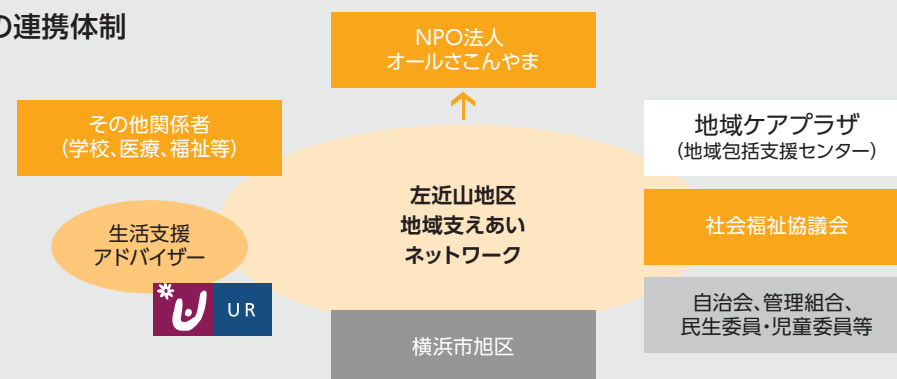 の連携体制
NPO法人
オールさこんやま
その他関係者
(学校、医療、福祉等)
地域ケアプラザ
(地域包括支援センター)
左近山地区
地域支えあい
ネットワーク
生活支援
アドバイザー
社会福祉協議会
UR
自治会、管理組合、
民生委員・児童委員等
横浜市旭区